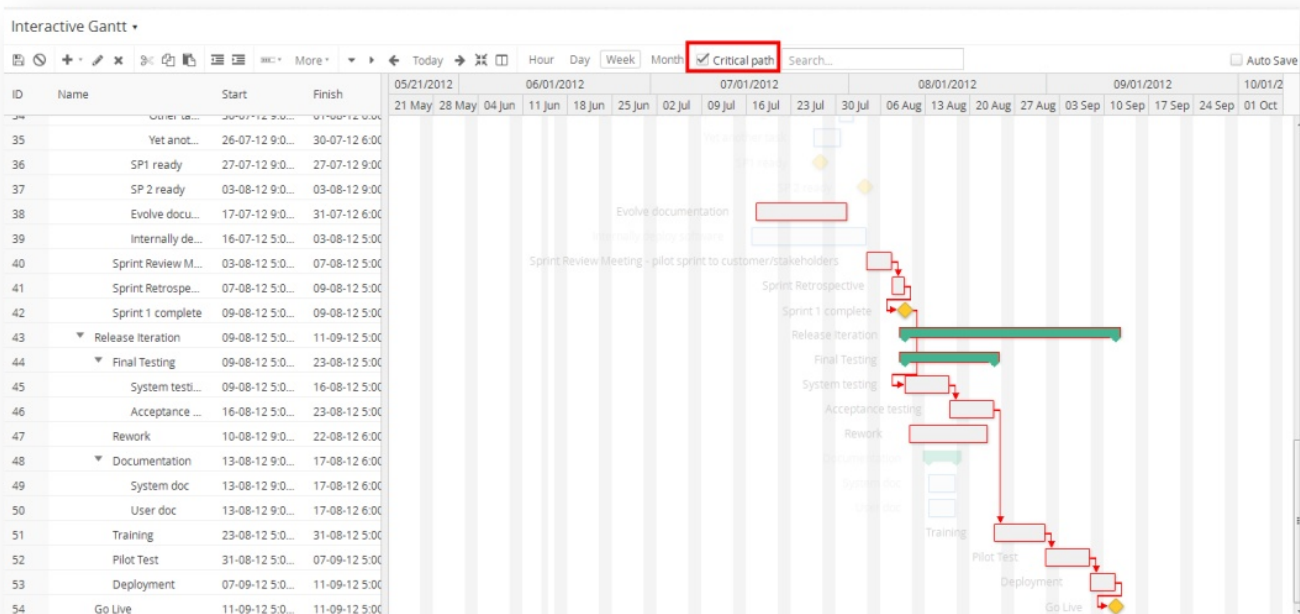 Interactive Gantt
More Today Hour Day Week Month Critical path Search... Auto Save
05/21/2012 06/01/2012 07/01/2012 08/01/2012 09/01/2012 10/01/2
ID Name Start Finish 21 May 28 May 04 Jun 11 Jun 18 Jun 25 Jun 02 Jul 09 Jul 16 Jul 23 Jul 30 Jul 06 Aug 13 Aug 20 Aug 27 Aug 03 Sep 10 Sep 17 Sep 24 Sep 01 Oct
35 Yet anot... 26-07-12 9:0... 30-07-12 6:00
36 SP1 ready 27-07-12 9:0... 27-07-12 9:00 SP1 ready
37 SP 2 ready 03-08-12 9:0... 03-08-12 9:00 SP 2 ready
38 Evolve docu... 17-07-12 9:0... 31-07-12 6:00 Evolve documentation
39 Internally de... 16-07-12 5:0... 03-08-12 5:00 Internally deploy software
40 Sprint Review M... 03-08-12 5:0... 07-08-12 5:00 Sprint Review Meeting - pilot sprint to customer/stakeholders
41 Sprint Retrospe... 07-08-12 5:0... 09-08-12 5:00 Sprint Retrospective
42 Sprint 1 complete 09-08-12 5:0... 09-08-12 5:00 Sprint 1 complete
43 Release Iteration 09-08-12 5:0... 11-09-12 5:00 Release Iteration
44 Final Testing 09-08-12 5:0... 23-08-12 5:00 Final Testing
45 System testi... 09-08-12 5:0... 16-08-12 5:00 System testing
46 Acceptance ... 16-08-12 5:0... 23-08-12 5:00 Acceptance testing
47 Rework 10-08-12 9:0... 22-08-12 6:00 Rework
48 Documentation 13-08-12 9:0... 17-08-12 6:00 Documentation
49 System doc 13-08-12 9:0... 17-08-12 6:00 System doc
50 User doc 13-08-12 9:0... 17-08-12 6:00 User doc
51 Training 23-08-12 5:0... 31-08-12 5:00 Training
52 Pilot Test 31-08-12 5:0... 07-09-12 5:00 Pilot Test
53 Deployment 07-09-12 5:0... 11-09-12 5:00 Deployment
54 Go Live 11-09-12 5:0... 11-09-12 5:00 Go Live